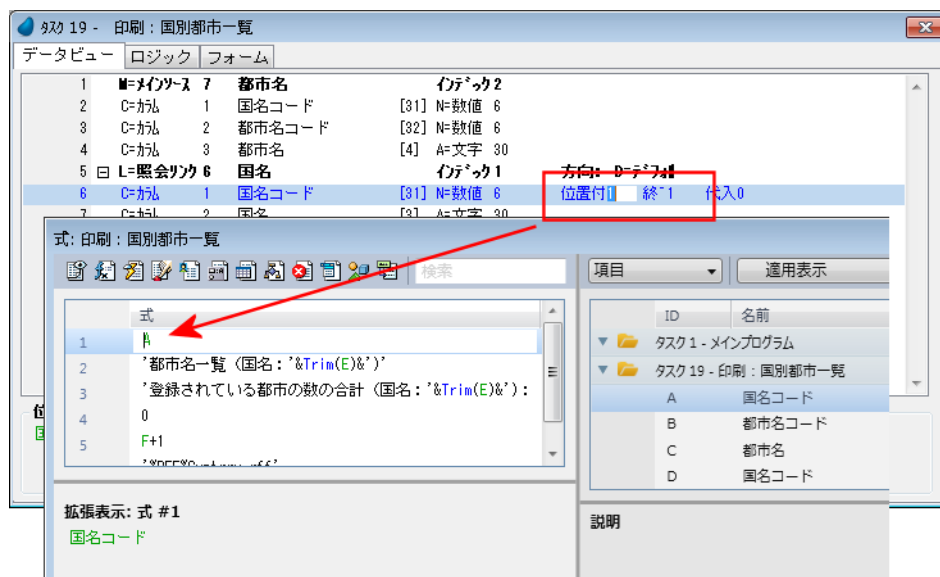 タスク 19 - 印刷：国別都市一覧
データビュー ロジック フォーム
1 M=メインソース 7 都市名 インデックス 2
2 C=カラム 1 国名コード [31] N=数値 6
3 C=カラム 2 都市名コード [32] N=数値 6
4 C=カラム 3 都市名 [4] A=文字 30
5 L=照会リンク 6 国名 インデックス 1 方向: D=デフォル
6 C=カラム 1 国名コード [31] N=数値 6 位置付1 終~1 代入0
7 C=カラム 2 国名 [3] A=文字 30
式: 印刷：国別都市一覧
検索
項目 適用表示
式
1 A
2 '都市名一覧（国名：'&Trim(E)&')'
3 '登録されている都市の数の合計（国名：'&Trim(E)&'）:
4 0
5 F+1
ID 名前
タスク 1 - メインプログラム
タスク 19 - 印刷：国別都市一覧
A 国名コード
B 都市名コード
C 都市名
D 国名コード
拡張表示: 式 #1
国名コード
説明